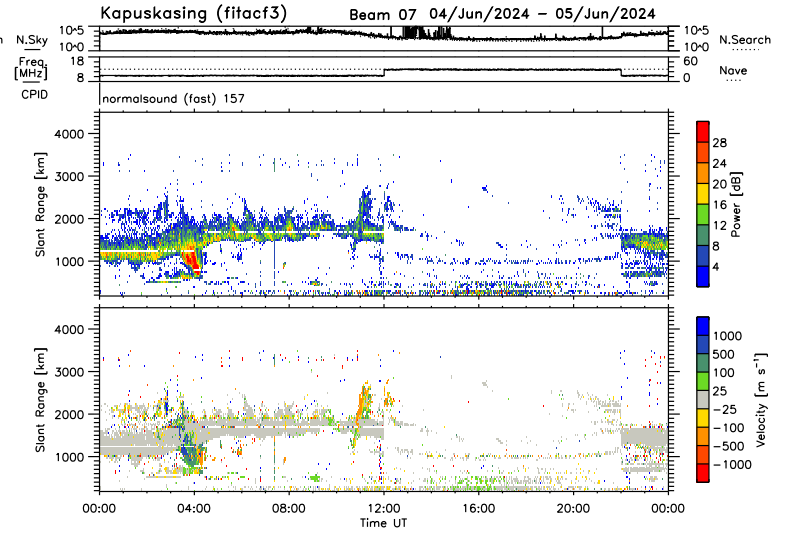 Kapuskasing (fitacf3) Beam 07 04/Jun/2024 − 05/Jun/2024
N.Sky 10^5 10^0 10^5 10^0 N.Search
Freq. [MHz] 18 8 60 0 Nave
CPID normalsound (fast) 157
Slant Range [km] 4000 3000 2000 1000
28 24 20 16 12 8 4 Power [dB]
Slant Range [km] 4000 3000 2000 1000
1000 500 100 25 −25 −100 −500 −1000 Velocity [m s⁻¹]
00:00 04:00 08:00 12:00 16:00 20:00 00:00
Time UT